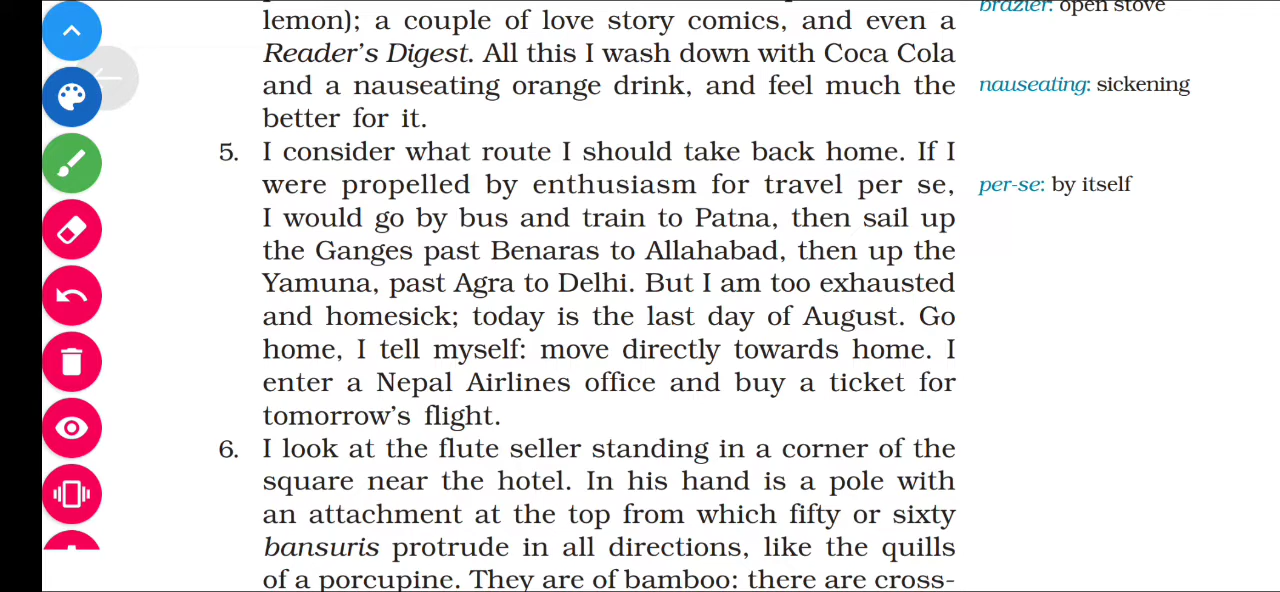 lemon); a couple of love story comics, and even a
brazier: open stove
Reader's Digest. All this I wash down with Coca Cola
and a nauseating orange drink, and feel much the
nauseating: sickening
better for it.
5. I consider what route I should take back home. If I
were propelled by enthusiasm for travel per se,
per-se: by itself
I would go by bus and train to Patna, then sail up
the Ganges past Benaras to Allahabad, then up the
Yamuna, past Agra to Delhi. But I am too exhausted
and homesick; today is the last day of August. Go
home, I tell myself: move directly towards home. I
enter a Nepal Airlines office and buy a ticket for
tomorrow's flight.
6. I look at the flute seller standing in a corner of the
square near the hotel. In his hand is a pole with
an attachment at the top from which fifty or sixty
bansuris protrude in all directions, like the quills
of a porcupine. They are of bamboo: there are cross-